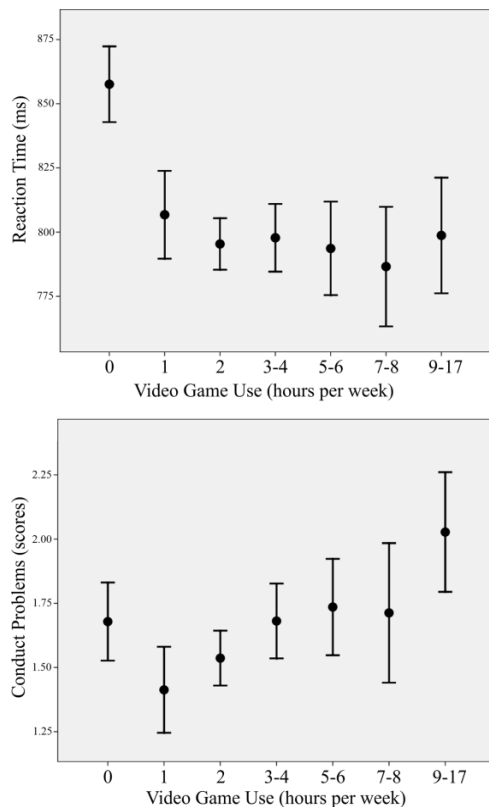 875
850
825
800
775
Reaction Time (ms)
0 1 2 3-4 5-6 7-8 9-17
Video Game Use (hours per week)
2.25
2.00
1.75
1.50
1.25
Conduct Problems (scores)
0 1 2 3-4 5-6 7-8 9-17
Video Game Use (hours per week)